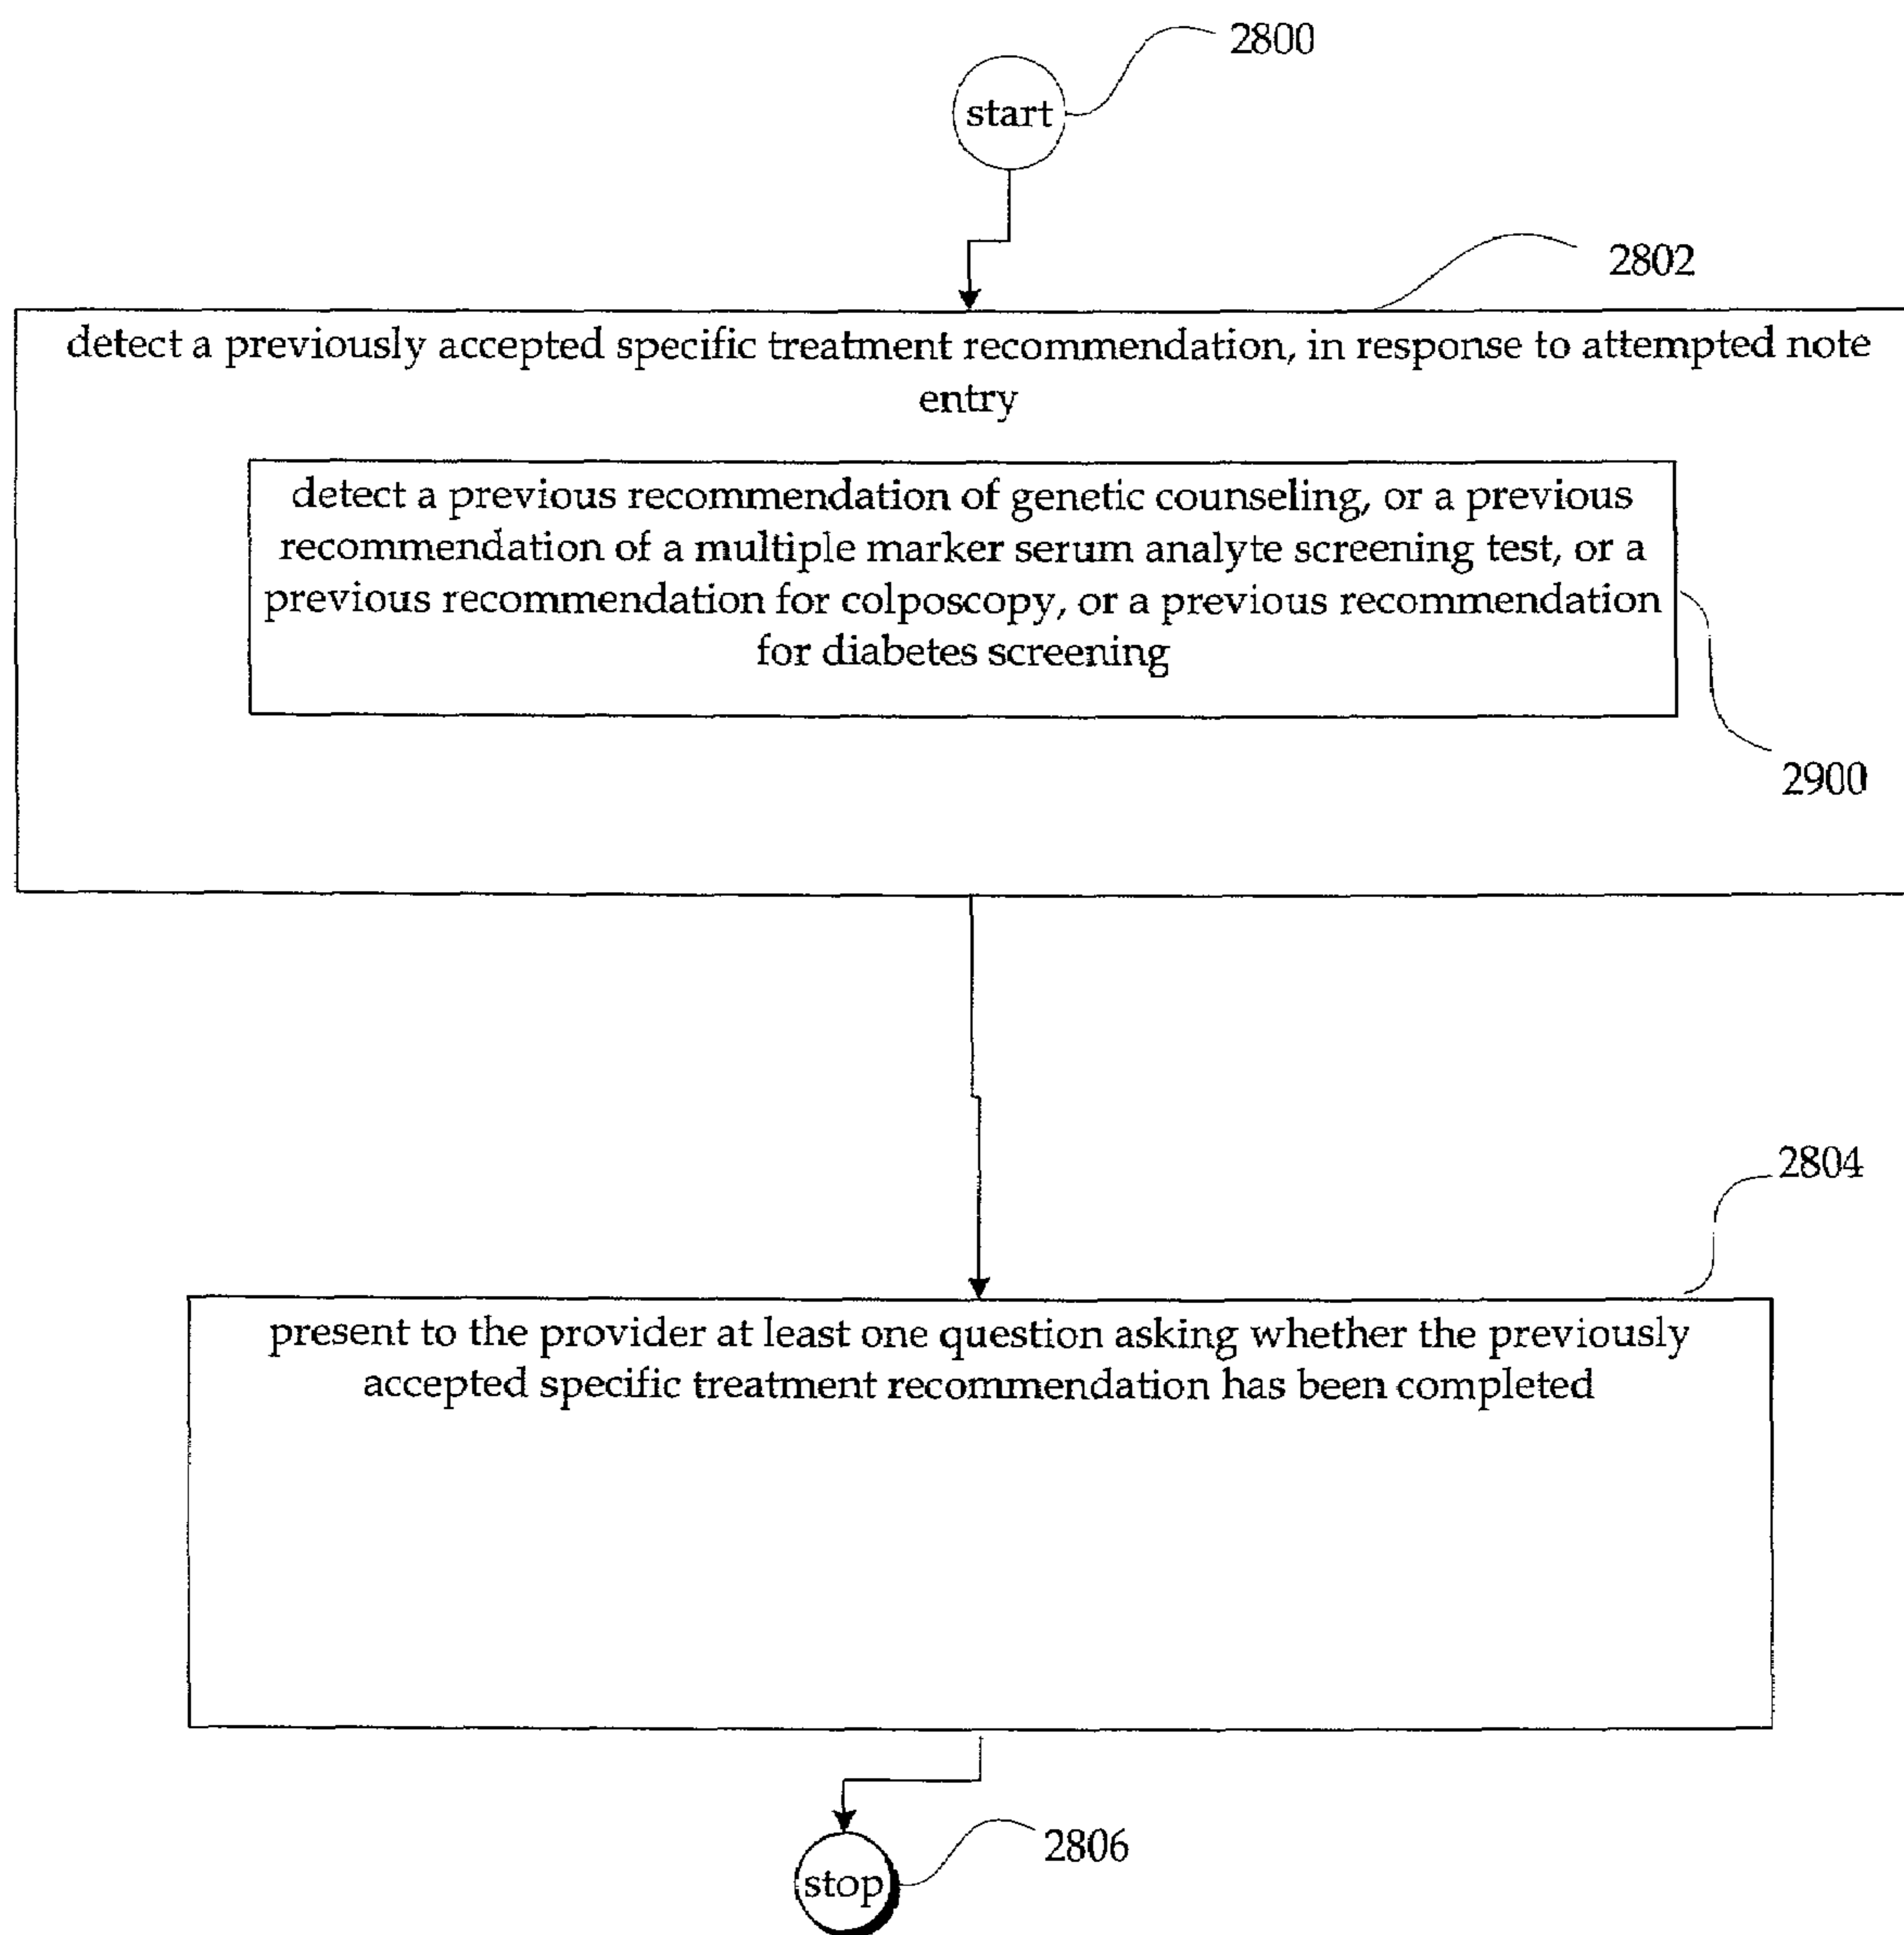 2800
start
2802
detect a previously accepted specific treatment recommendation, in response to attempted note
entry
detect a previous recommendation of genetic counseling, or a previous
recommendation of a multiple marker serum analyte screening test, or a
previous recommendation for colposcopy, or a previous recommendation
for diabetes screening
2900
2804
present to the provider at least one question asking whether the previously
accepted specific treatment recommendation has been completed
2806
stop